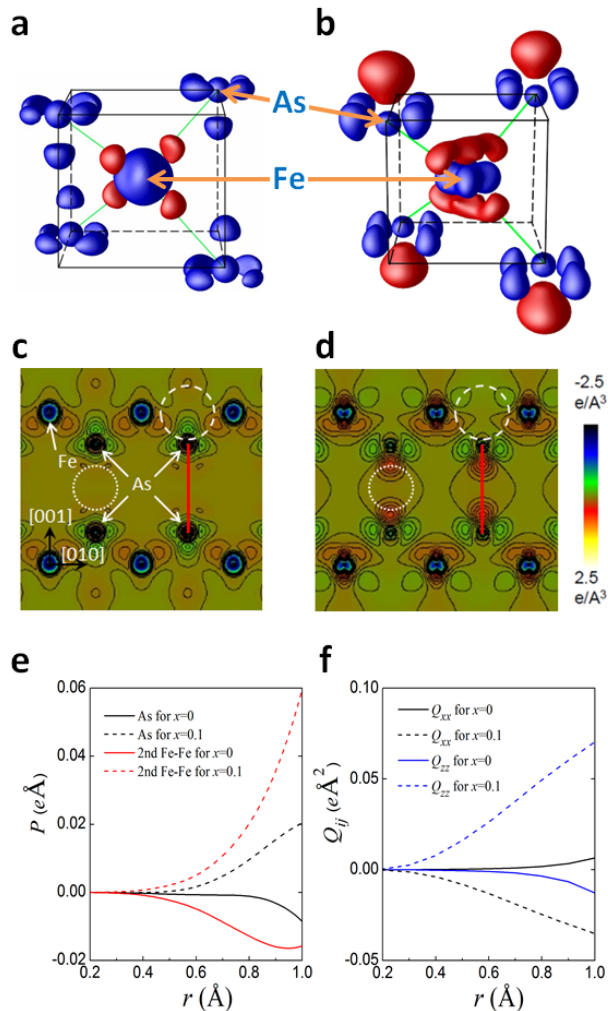 a
b
As
Fe
c
d
Fe
As
[001]
[010]
-2.5
e/A³
2.5
e/A³
e
f
0.06
0.04
0.02
0.00
-0.02
P (eÅ)
As for x=0
As for x=0.1
2nd Fe-Fe for x=0
2nd Fe-Fe for x=0.1
0.2 0.4 0.6 0.8 1.0
r (Å)
0.10
0.05
0.00
-0.05
Qij (eÅ²)
Qxx for x=0
Qxx for x=0.1
Qzz for x=0
Qzz for x=0.1
0.2 0.4 0.6 0.8 1.0
r (Å)